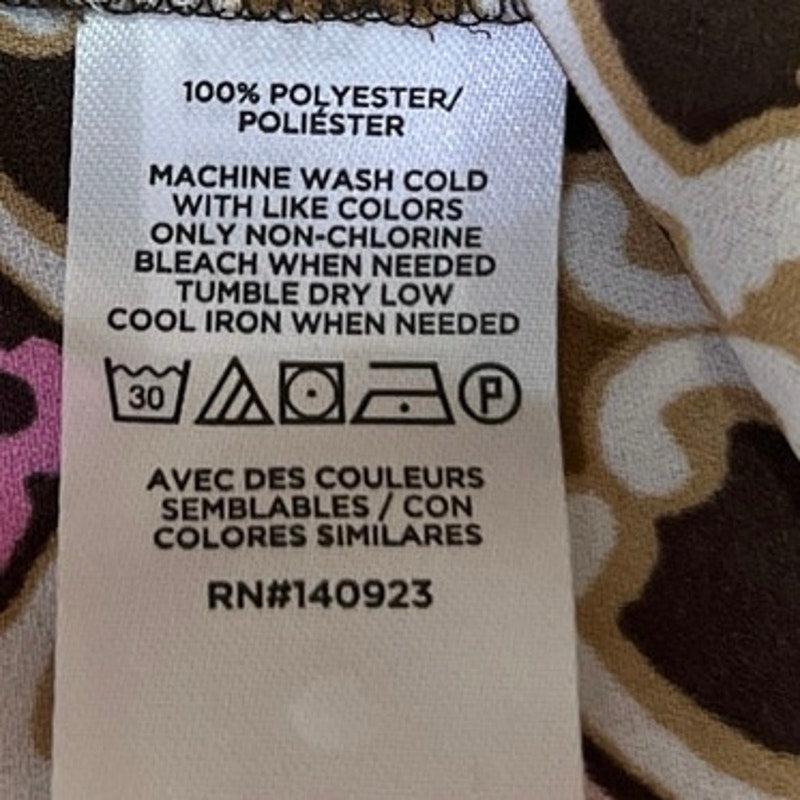 100% POLYESTER/
POLIÉSTER
MACHINE WASH COLD
WITH LIKE COLORS
ONLY NON-CHLORINE
BLEACH WHEN NEEDED
TUMBLE DRY LOW
COOL IRON WHEN NEEDED
30 P
AVEC DES COULEURS
SEMBLABLES / CON
COLORES SIMILARES
RN#140923